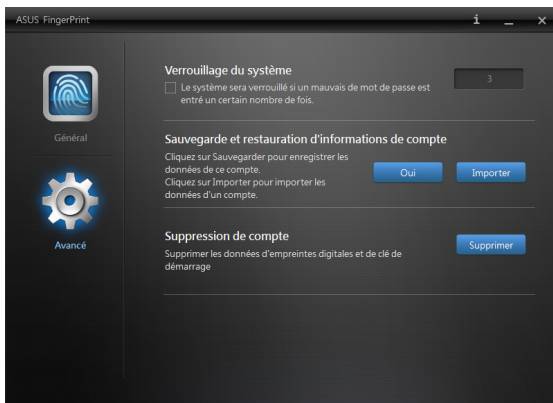 ASUS FingerPrint
i
Général
Avancé
Verrouillage du système
Le système sera verrouillé si un mauvais de mot de passe est
entré un certain nombre de fois.
3
Sauvegarde et restauration d'informations de compte
Cliquez sur Sauvegarder pour enregistrer les
données de ce compte.
Cliquez sur Importer pour importer les
données d'un compte.
Oui
Importer
Suppression de compte
Supprimer les données d'empreintes digitales et de clé de
démarrage
Supprimer